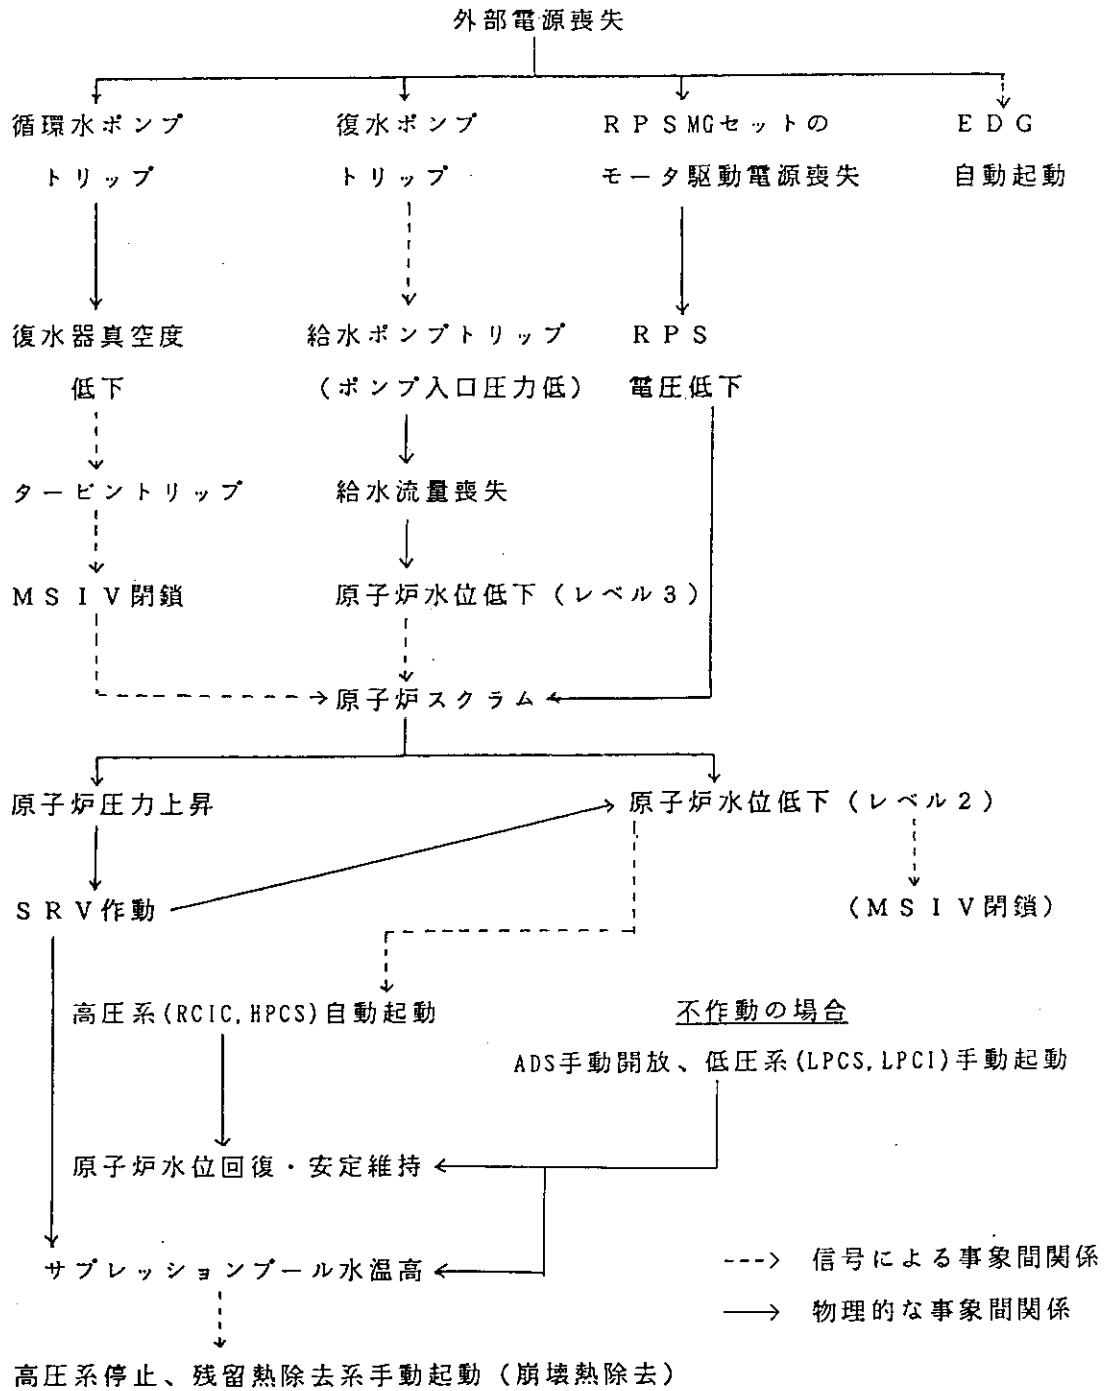 外部電源喪失
循環水ポンプ
トリップ
復水ポンプ
トリップ
RPSMGセットの
モータ駆動電源喪失
EDG
自動起動
復水器真空度
低下
給水ポンプトリップ
(ポンプ入口圧力低)
RPS
電圧低下
タービントリップ
給水流量喪失
MSIV閉鎖
原子炉水位低下(レベル3)
原子炉スクラム
原子炉圧力上昇
原子炉水位低下(レベル2)
SRV作動
(MSIV閉鎖)
高圧系(RCIC,HPCS)自動起動
不作動の場合
ADS手動開放、低圧系(LPCS,LPCI)手動起動
原子炉水位回復・安定維持
サプレッションプール水温高
信号による事象間関係
物理的な事象間関係
高圧系停止、残留熱除去系手動起動(崩壊熱除去)